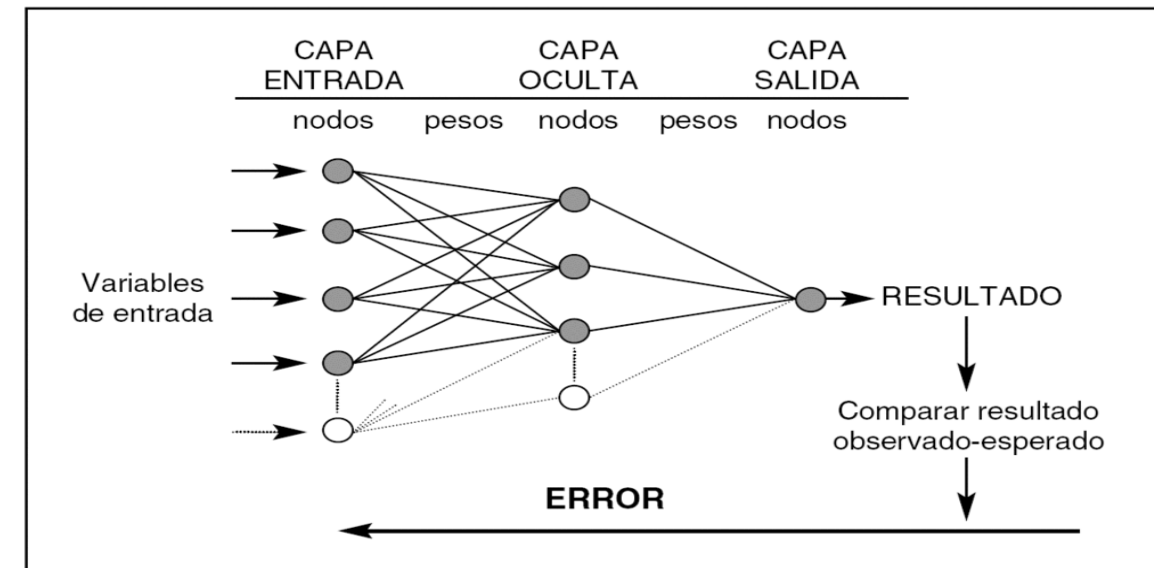 CAPA
ENTRADA
CAPA
OCULTA
CAPA
SALIDA
nodos
pesos
nodos
pesos
nodos
Variables
de entrada
RESULTADO
Comparar resultado
observado-esperado
ERROR